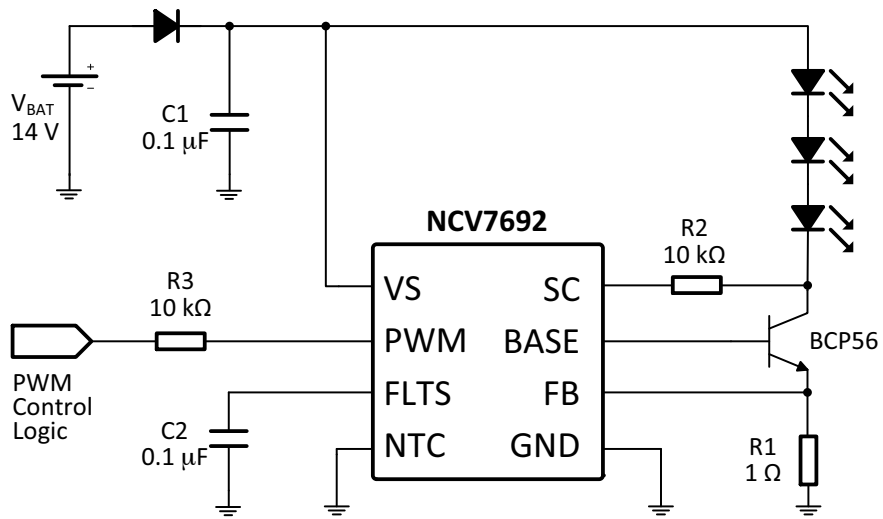 +
−
V_BAT
14 V
C1
0.1 μF
NCV7692
R2
10 kΩ
R3
10 kΩ
VS
SC
PWM
BASE
BCP56
PWM
Control
Logic
FLTS
FB
C2
0.1 μF
NTC
GND
R1
1 Ω